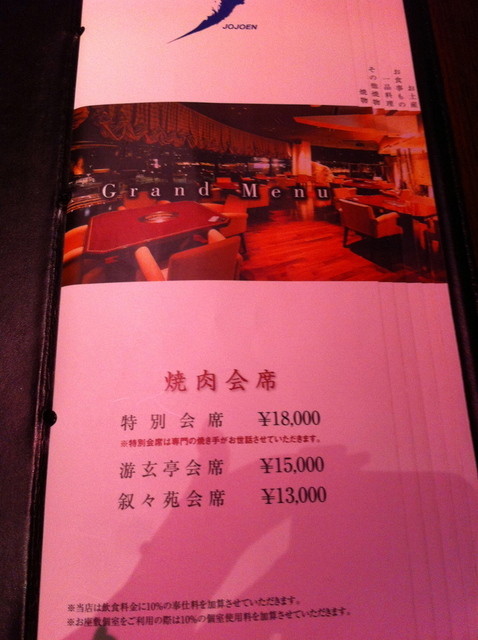 JOJOEN
お土産
お食事もの
一品料理
その他焼物
焼物
Grand Menu
焼肉会席
特別会席 ¥18,000
※特別会席は専門の焼き手がお世話させていただきます。
游玄亭会席 ¥15,000
叙々苑会席 ¥13,000
※当店は飲食料金に10%の奉仕料を加算させていただきます。
※お座敷個室をご利用の際は10%の個室使用料を加算させていただきます。